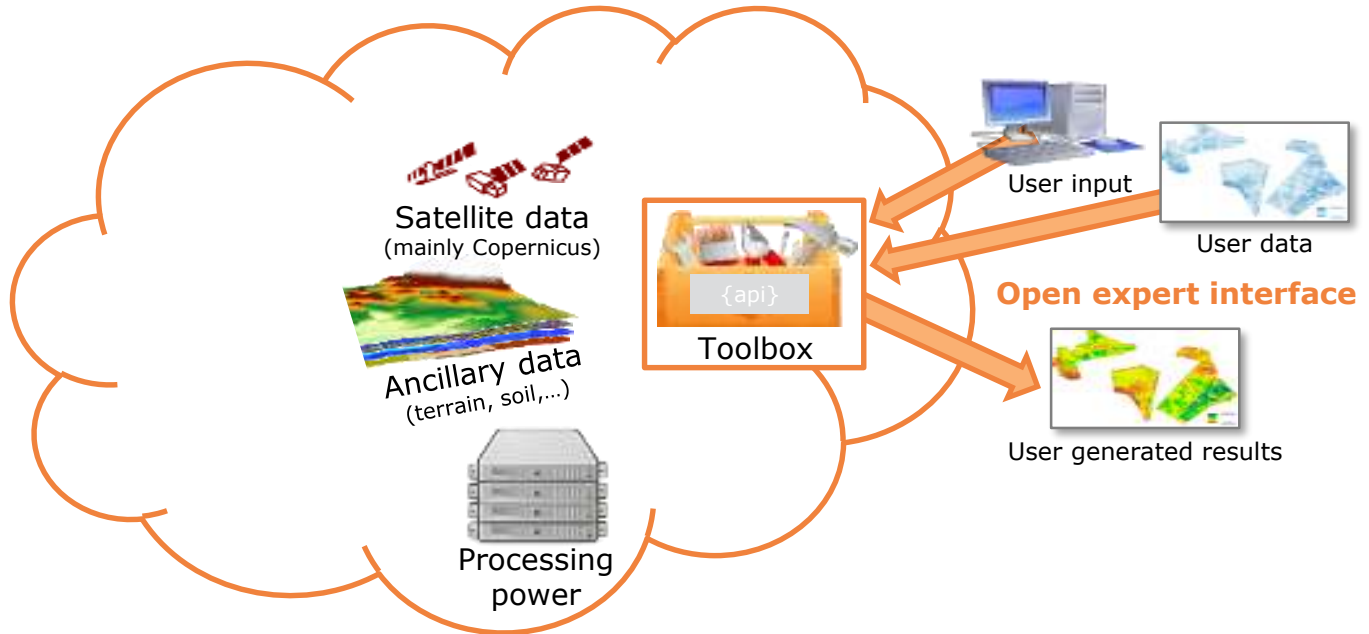 Satellite data
(mainly Copernicus)
Ancillary data
(terrain, soil,...)
Processing
power
{api}
Toolbox
User input
User data
Open expert interface
User generated results